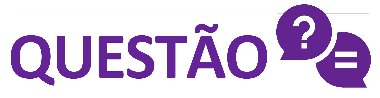 QUESTÃO ? =